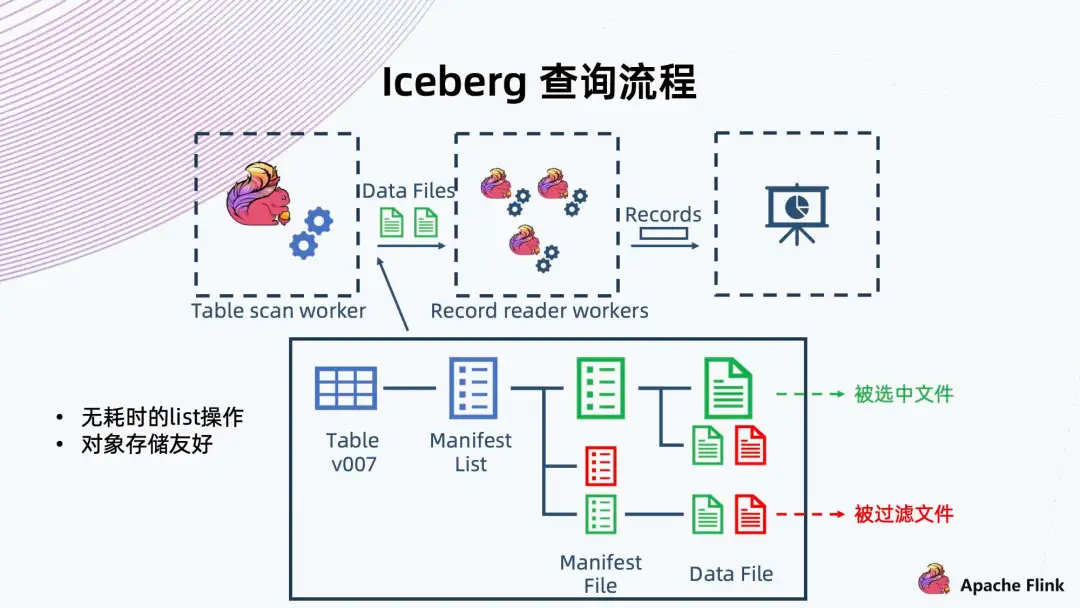 Iceberg 查询流程
Data Files
Records
Table scan worker
Record reader workers
• 无耗时的list操作
• 对象存储友好
Table
v007
Manifest
List
Manifest
File
Data File
被选中文件
被过滤文件
Apache Flink